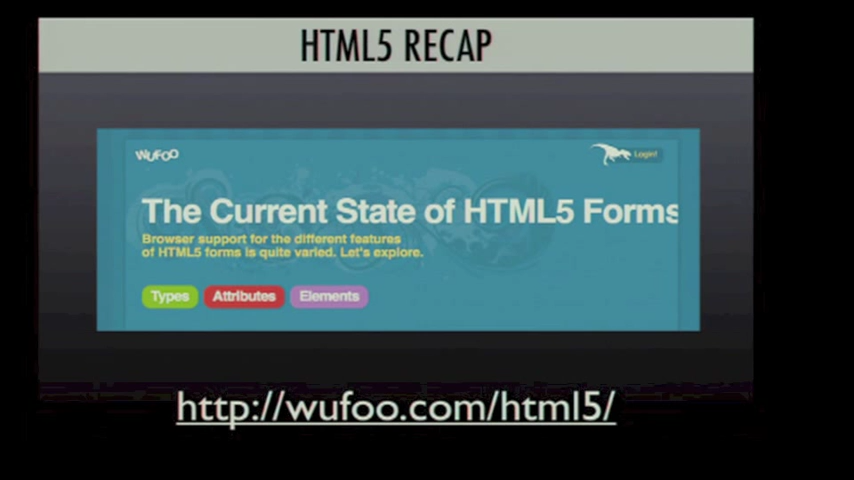 HTML5 RECAP
WUFOO
Login!
The Current State of HTML5 Forms
Browser support for the different features
of HTML5 forms is quite varied. Let's explore.
Types Attributes Elements
http://wufoo.com/html5/